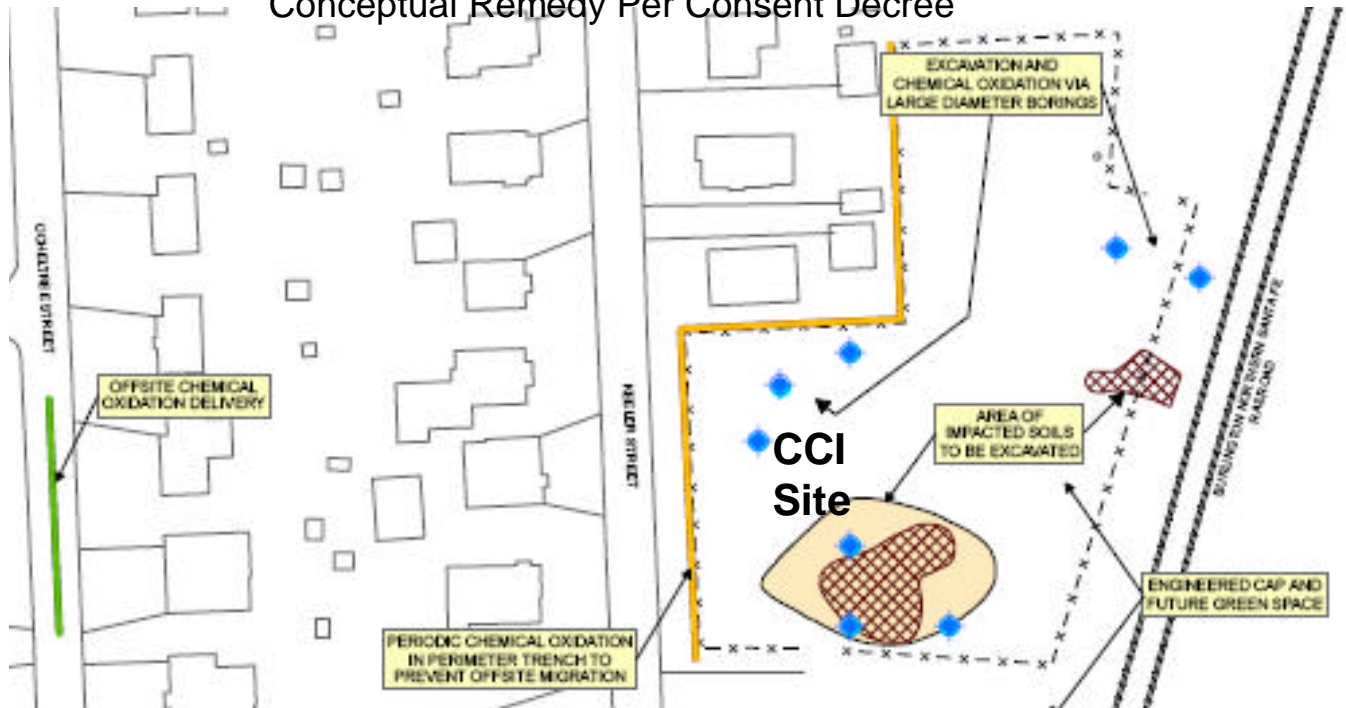 Conceptual Remedy Per Consent Decree
EXCAVATION AND
CHEMICAL OXIDATION VIA
LARGE DIAMETER BORINGS
OFFSITE CHEMICAL
OXIDATION DELIVERY
KEELER STREET
AREA OF
IMPACTED SOILS
TO BE EXCAVATED
CCI
Site
BURLINGTON NORTHERN SANTA FE
RAILROAD
ENGINEERED CAP AND
FUTURE GREEN SPACE
PERIODIC CHEMICAL OXIDATION
IN PERIMETER TRENCH TO
PREVENT OFFSITE MIGRATION